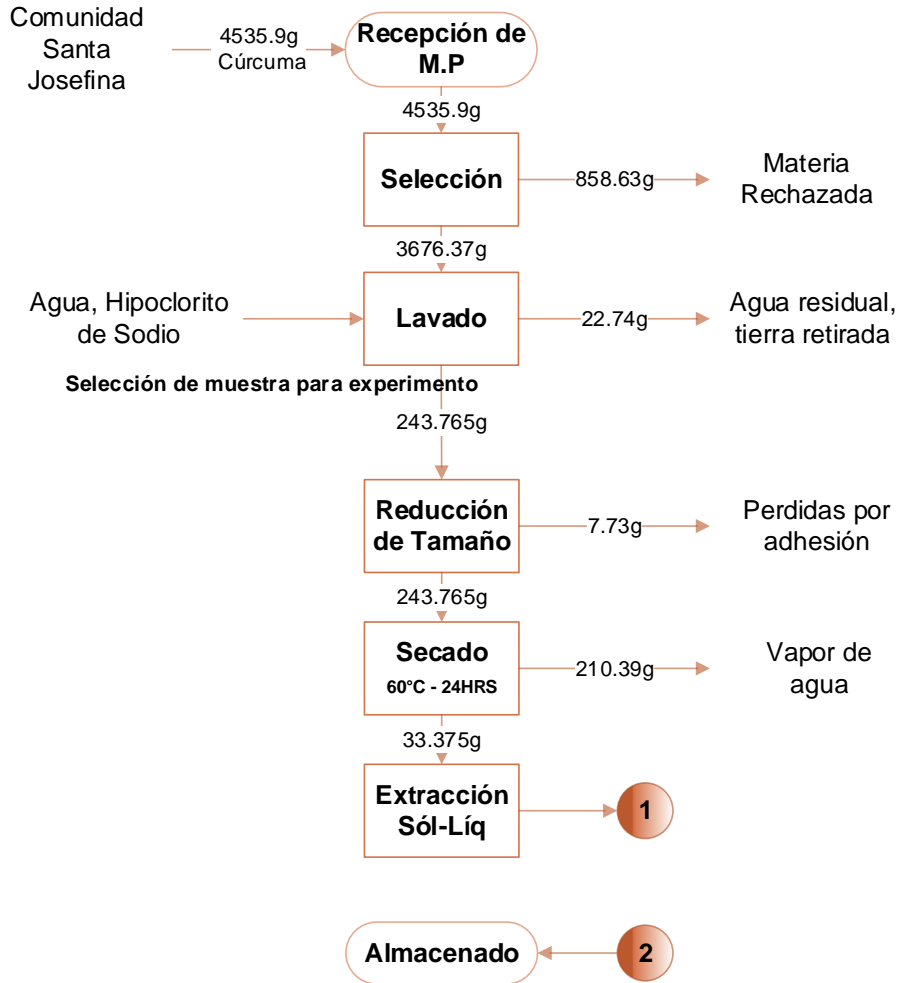 Comunidad
Santa
Josefina
4535.9g
Cúrcuma
Recepción de
M.P
4535.9g
Selección
858.63g
Materia
Rechazada
3676.37g
Agua, Hipoclorito
de Sodio
Lavado
22.74g
Agua residual,
tierra retirada
Selección de muestra para experimento
243.765g
Reducción
de Tamaño
7.73g
Perdidas por
adhesión
243.765g
Secado
60°C - 24HRS
210.39g
Vapor de
agua
33.375g
Extracción
Sól-Líq
1
Almacenado
2